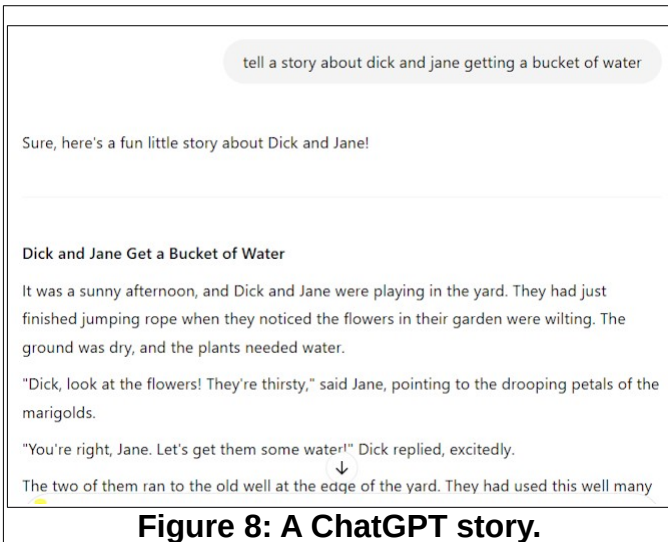 tell a story about dick and jane getting a bucket of water
Sure, here's a fun little story about Dick and Jane!
Dick and Jane Get a Bucket of Water
It was a sunny afternoon, and Dick and Jane were playing in the yard. They had just
finished jumping rope when they noticed the flowers in their garden were wilting. The
ground was dry, and the plants needed water.
"Dick, look at the flowers! They're thirsty," said Jane, pointing to the drooping petals of the
marigolds.
"You're right, Jane. Let's get them some water!" Dick replied, excitedly.
The two of them ran to the old well at the edge of the yard. They had used this well many
Figure 8: A ChatGPT story.